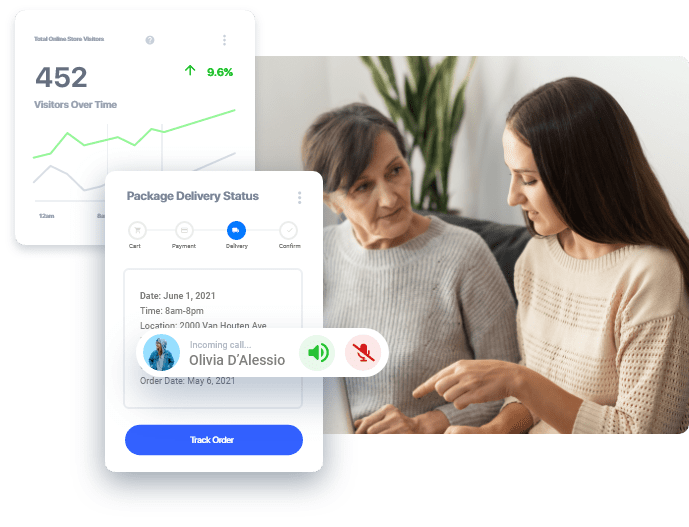 Total Online Store Visitors
?
452
9.6%
Visitors Over Time
12am
Package Delivery Status
Cart
Payment
Delivery
Confirm
Date: June 1, 2021
Time: 8am-8pm
Location: 2000 Van Houten Ave
Incoming call...
Olivia D'Alessio
Order Date: May 6, 2021
Track Order